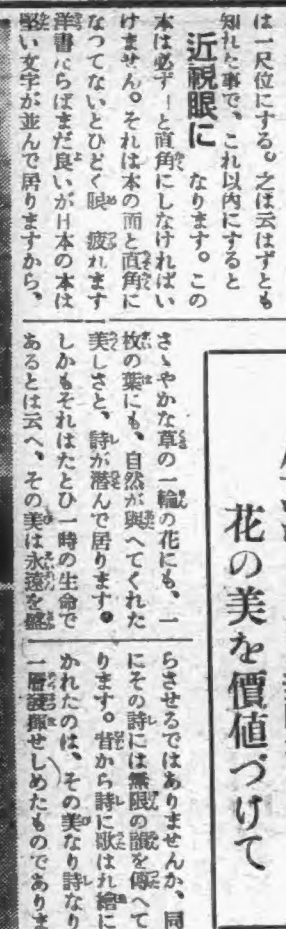 は一尺位にする。之は云はずとも
知れた事で、これ以内にすると
近視眼に なります。この
本は必ず!と直角にしなければい
けません。それは本の面と直角に
なつてないとひどく眼 疲れます
洋書ならばまだ良いが日本の本は
堅い文字が並んで居りますから、
花の美を價値づけて
さゝやかな草の一輪の花にも、一
枚の葉にも、自然が與へてくれた
美しさと、詩が潜んで居ります。
しかもそれはたとひ一時の生命で
あるとは云へ、その美は永遠を
らさせるではありませんか、同
にその詩には無限の韻を傳へて
ります。昔から詩に歌はれ繪に
かれたのは、その美なり詩なり
一層發揮せしめたものでありま